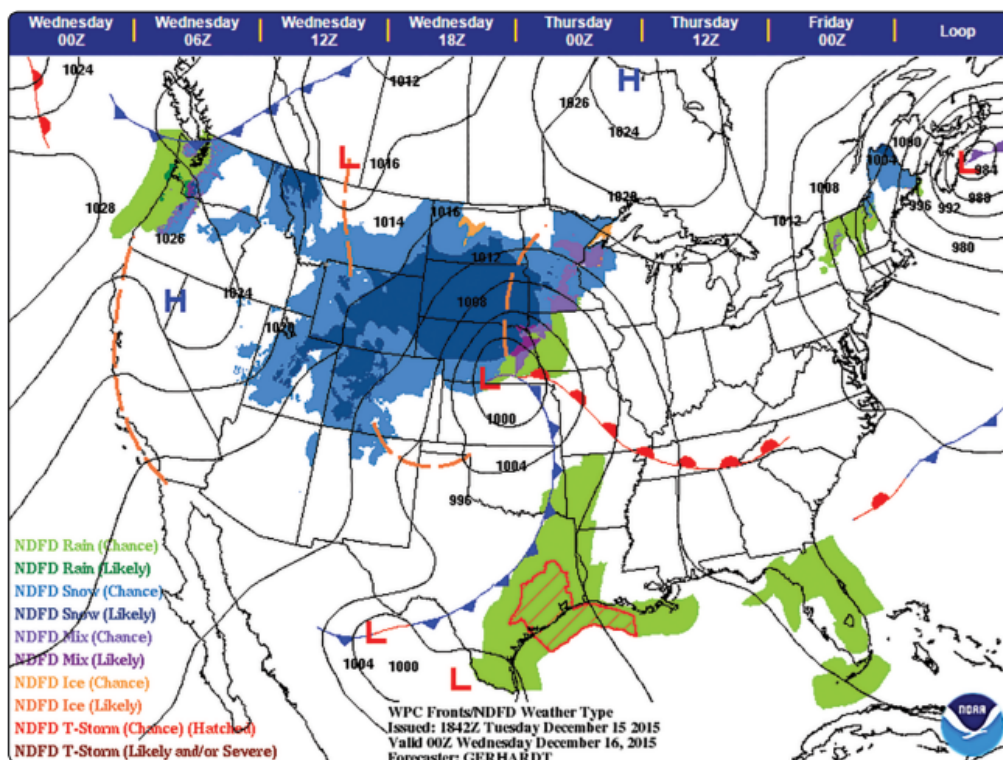 Wednesday 00Z
Wednesday 06Z
Wednesday 12Z
Wednesday 18Z
Thursday 00Z
Thursday 12Z
Friday 00Z
Loop
1024
1012
1026
1024
H
L
1016
1000
1004
L
984
988
996
992
980
1028
1026
1014
1016
1028
1008
1012
1012
H
1024
1008
1020
L
1000
1004
996
L
1004
1000
L
NDFD Rain (Chance)
NDFD Rain (Likely)
NDFD Snow (Chance)
NDFD Snow (Likely)
NDFD Mix (Chance)
NDFD Mix (Likely)
NDFD Ice (Chance)
NDFD Ice (Likely)
NDFD T-Storm (Chance) (Hatched)
NDFD T-Storm (Likely and/or Severe)
WPC Fronts/NDFD Weather Type
Issued: 1842Z Tuesday December 15 2015
Valid 00Z Wednesday December 16, 2015
Forecaster: GERHARDT
NOAA